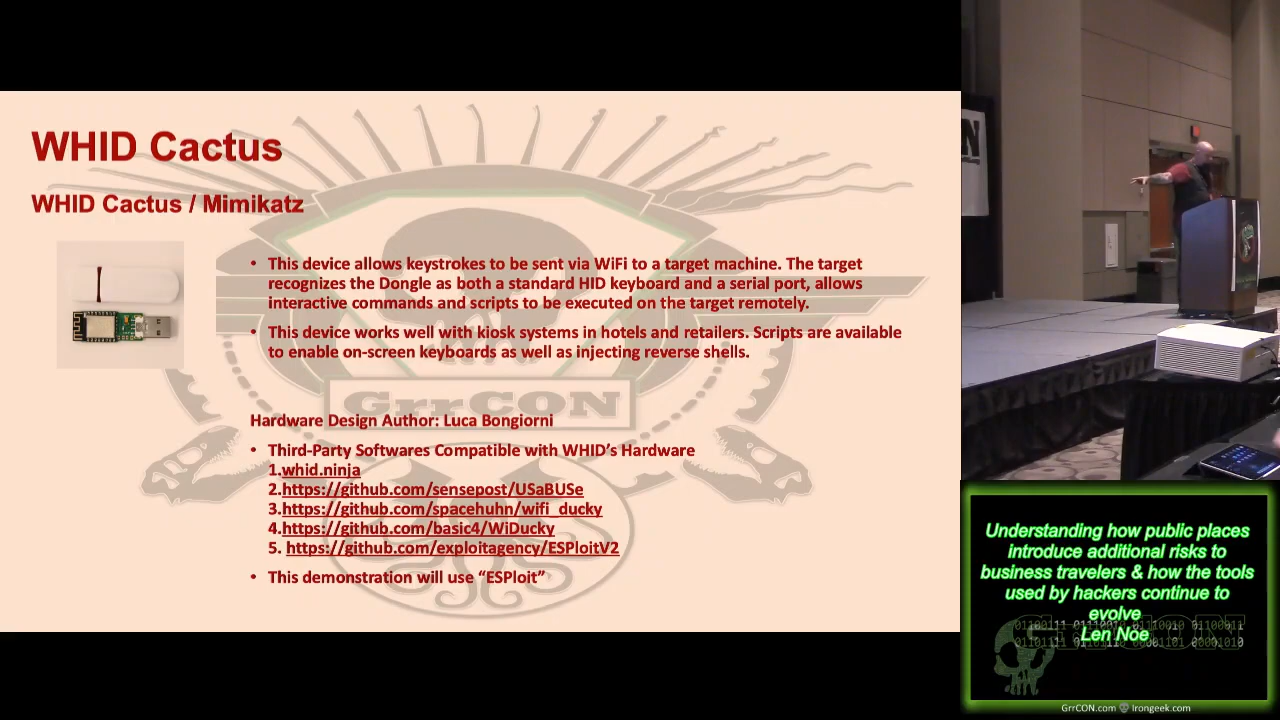 WHID Cactus
WHID Cactus / Mimikatz
• This device allows keystrokes to be sent via WiFi to a target machine. The target
recognizes the Dongle as both a standard HID keyboard and a serial port, allows
interactive commands and scripts to be executed on the target remotely.
• This device works well with kiosk systems in hotels and retailers. Scripts are available
to enable on-screen keyboards as well as injecting reverse shells.
GrrCON
Hardware Design Author: Luca Bongiorni
• Third-Party Softwares Compatible with WHID’s Hardware
1.whid.ninja
2.https://github.com/sensepost/USaBUSe
3.https://github.com/spacehuhn/wifi_ducky
4.https://github.com/basic4/WiDucky
5. https://github.com/exploitagency/ESPloitV2
• This demonstration will use “ESPloit”
N
Understanding how public places
introduce additional risks to
business travelers & how the tools
used by hackers continue to
evolve
Len Noe
GrrCON
GrrCON.com Irongeek.com